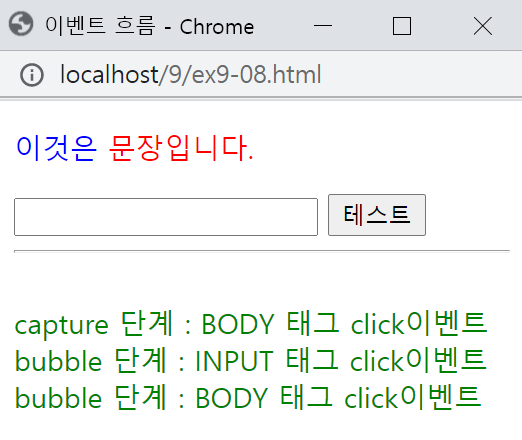 이벤트 흐름 - Chrome
localhost/9/ex9-08.html
이것은 문장입니다.
테스트
capture 단계 : BODY 태그 click이벤트
bubble 단계 : INPUT 태그 click이벤트
bubble 단계 : BODY 태그 click이벤트